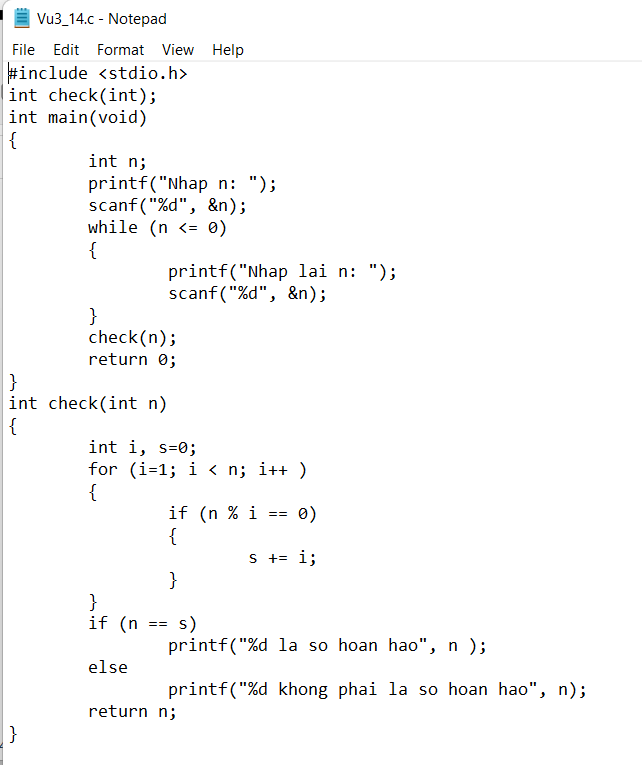 Vu3_14.c - Notepad
File Edit Format View Help
#include <stdio.h>
int check(int);
int main(void)
{
        int n;
        printf("Nhap n: ");
        scanf("%d", &n);
        while (n <= 0)
        {
                printf("Nhap lai n: ");
                scanf("%d", &n);
        }
        check(n);
        return 0;
}
int check(int n)
{
        int i, s=0;
        for (i=1; i < n; i++ )
        {
                if (n % i == 0)
                {
                        s += i;
                }
        }
        if (n == s)
                printf("%d la so hoan hao", n );
        else
                printf("%d khong phai la so hoan hao", n);
        return n;
}